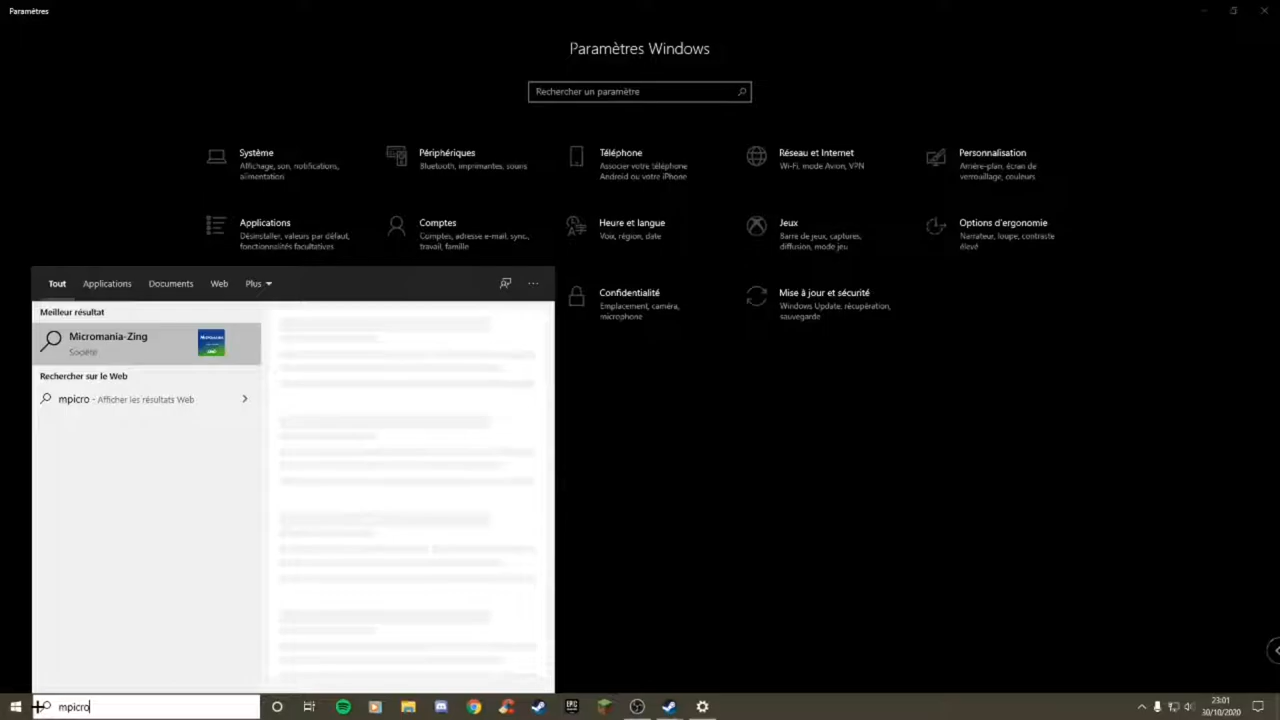 Paramètres
Paramètres Windows
Rechercher un paramètre
Système
Affichage, son, notifications,
alimentation
Périphériques
Bluetooth, imprimantes, souris
Téléphone
Associer votre téléphone
Android ou votre iPhone
Réseau et Internet
Wi-Fi, mode Avion, VPN
Personnalisation
Arrière-plan, écran de
verrouillage, couleurs
Applications
Désinstaller, valeurs par défaut,
fonctionnalités facultatives
Comptes
Comptes, adresse e-mail, sync.,
travail, famille
Heure et langue
Voix, région, date
Jeux
Barre de jeux, captures,
diffusion, mode jeu
Options d'ergonomie
Narrateur, loupe, contraste
élevé
Confidentialité
Emplacement, caméra,
microphone
Mise à jour et sécurité
Windows Update, récupération,
sauvegarde
Tout Applications Documents Web Plus
Meilleur résultat
Micromania-Zing
Société
Rechercher sur le Web
mpicro - Afficher les résultats Web
mpicro
EPIC
23:01
30/10/2020